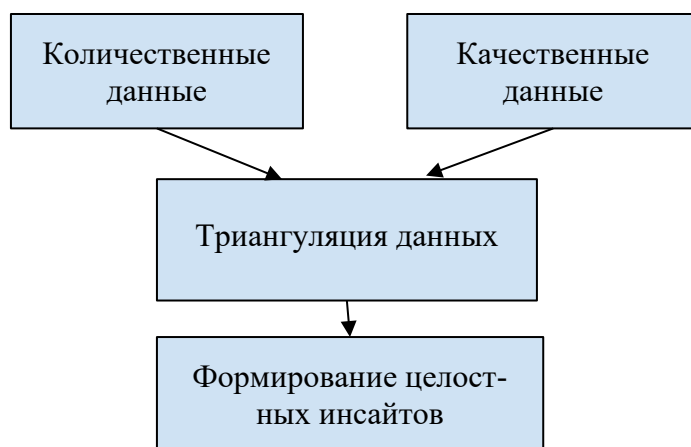 Количественные
данные
Качественные
данные
Триангуляция данных
Формирование целост-
ных инсайтов